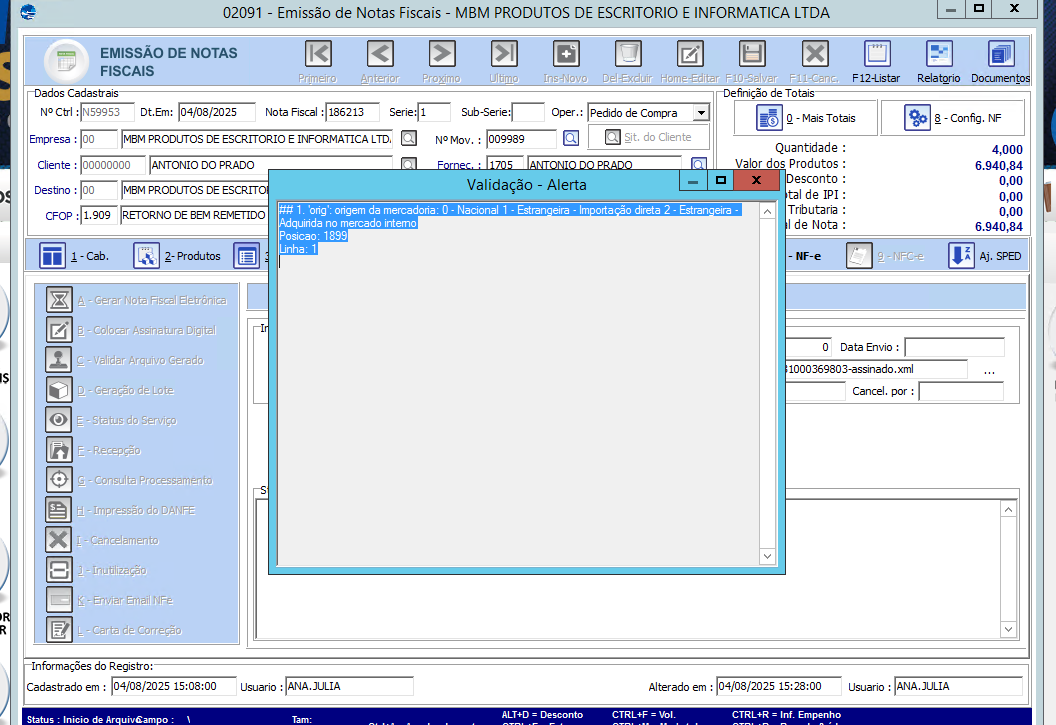 02091 - Emissão de Notas Fiscais - MBM PRODUTOS DE ESCRITORIO E INFORMATICA LTDA
EMISSÃO DE NOTAS
FISCAIS
Primeiro Anterior Proximo Ultimo Ins-Novo Del-Excluir Home-Editar F10-Salvar F11-Canc. F12-Listar Relatorio Documentos
Dados Cadastrais
Nº Ctrl : N59953 Dt.Em: 04/08/2025 Nota Fiscal : 186213 Serie: 1 Sub-Serie: Oper.: Pedido de Compra
Empresa : 00 MBM PRODUTOS DE ESCRITORIO E INFORMATICA LTDA. Nº Mov. : 009989 Sit. do Cliente
Cliente : 00000000 ANTONIO DO PRADO Fornec. : 1705 ANTONIO DO PRADO
Destino : 00 MBM PRODUTOS DE ESCRITO
CFOP : 1.909 RETORNO DE BEM REMETIDO
Definição de Totais
0 - Mais Totais 8 - Config. NF
Quantidade : 4,000
Valor dos Produtos : 6.940,84
Desconto : 0,00
tal de IPI : 0,00
Tributaria : 0,00
l de Nota : 6.940,84
1 - Cab. 2- Produtos 3 - NF-e 9 - NFC-e Aj. SPED
Validação - Alerta
## 1. 'orig': origem da mercadoria: 0 - Nacional 1 - Estrangeira - Importação direta 2 - Estrangeira -
Adquirida no mercado interno
Posicao: 1899
Linha: 1
A - Gerar Nota Fiscal Eletrônica
B - Colocar Assinatura Digital
C - Validar Arquivo Gerado
D - Geração de Lote
E - Status do Serviço
F - Recepção
G - Consulta Processamento
H - Impressão do DANFE
I - Cancelamento
J - Inutilização
K - Enviar Email NFe
L - Carta de Correção
0 Data Envio :
1000369803-assinado.xml ...
Cancel. por :
Informações do Registro:
Cadastrado em : 04/08/2025 15:08:00 Usuario : ANA.JULIA Alterado em : 04/08/2025 15:28:00 Usuario : ANA.JULIA
Status : Inicio de Arquivo Campo : \ Tam: ALT+D = Desconto CTRL+F = Vol. CTRL+R = Inf. Empenho